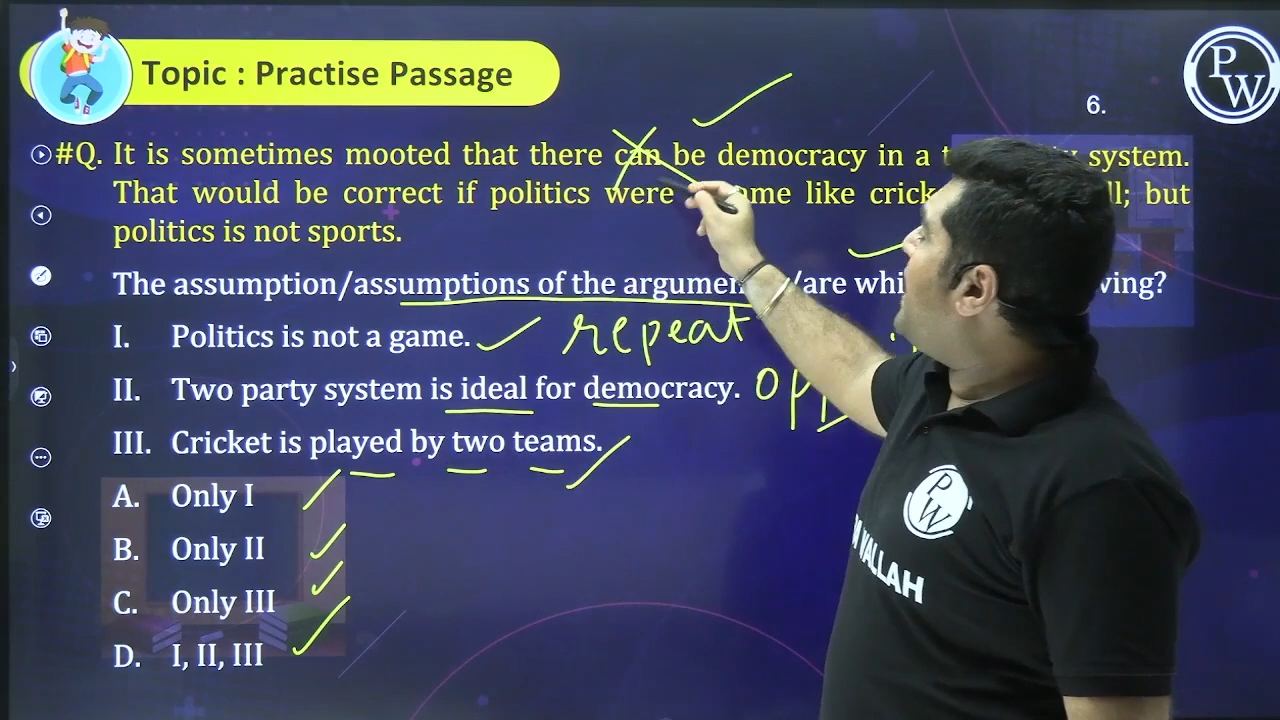 Topic : Practise Passage
PW
6.
#Q. It is sometimes mooted that there can be democracy in a system.
That would be correct if politics were like but
politics is not sports.
The assumption/assumptions of the /are
I. Politics is not a game. repeat
II. Two party system is ideal for democracy.
III. Cricket is played by two teams.
A. Only I
B. Only II
C. Only III
D. I, II, III
PW
WALLAH